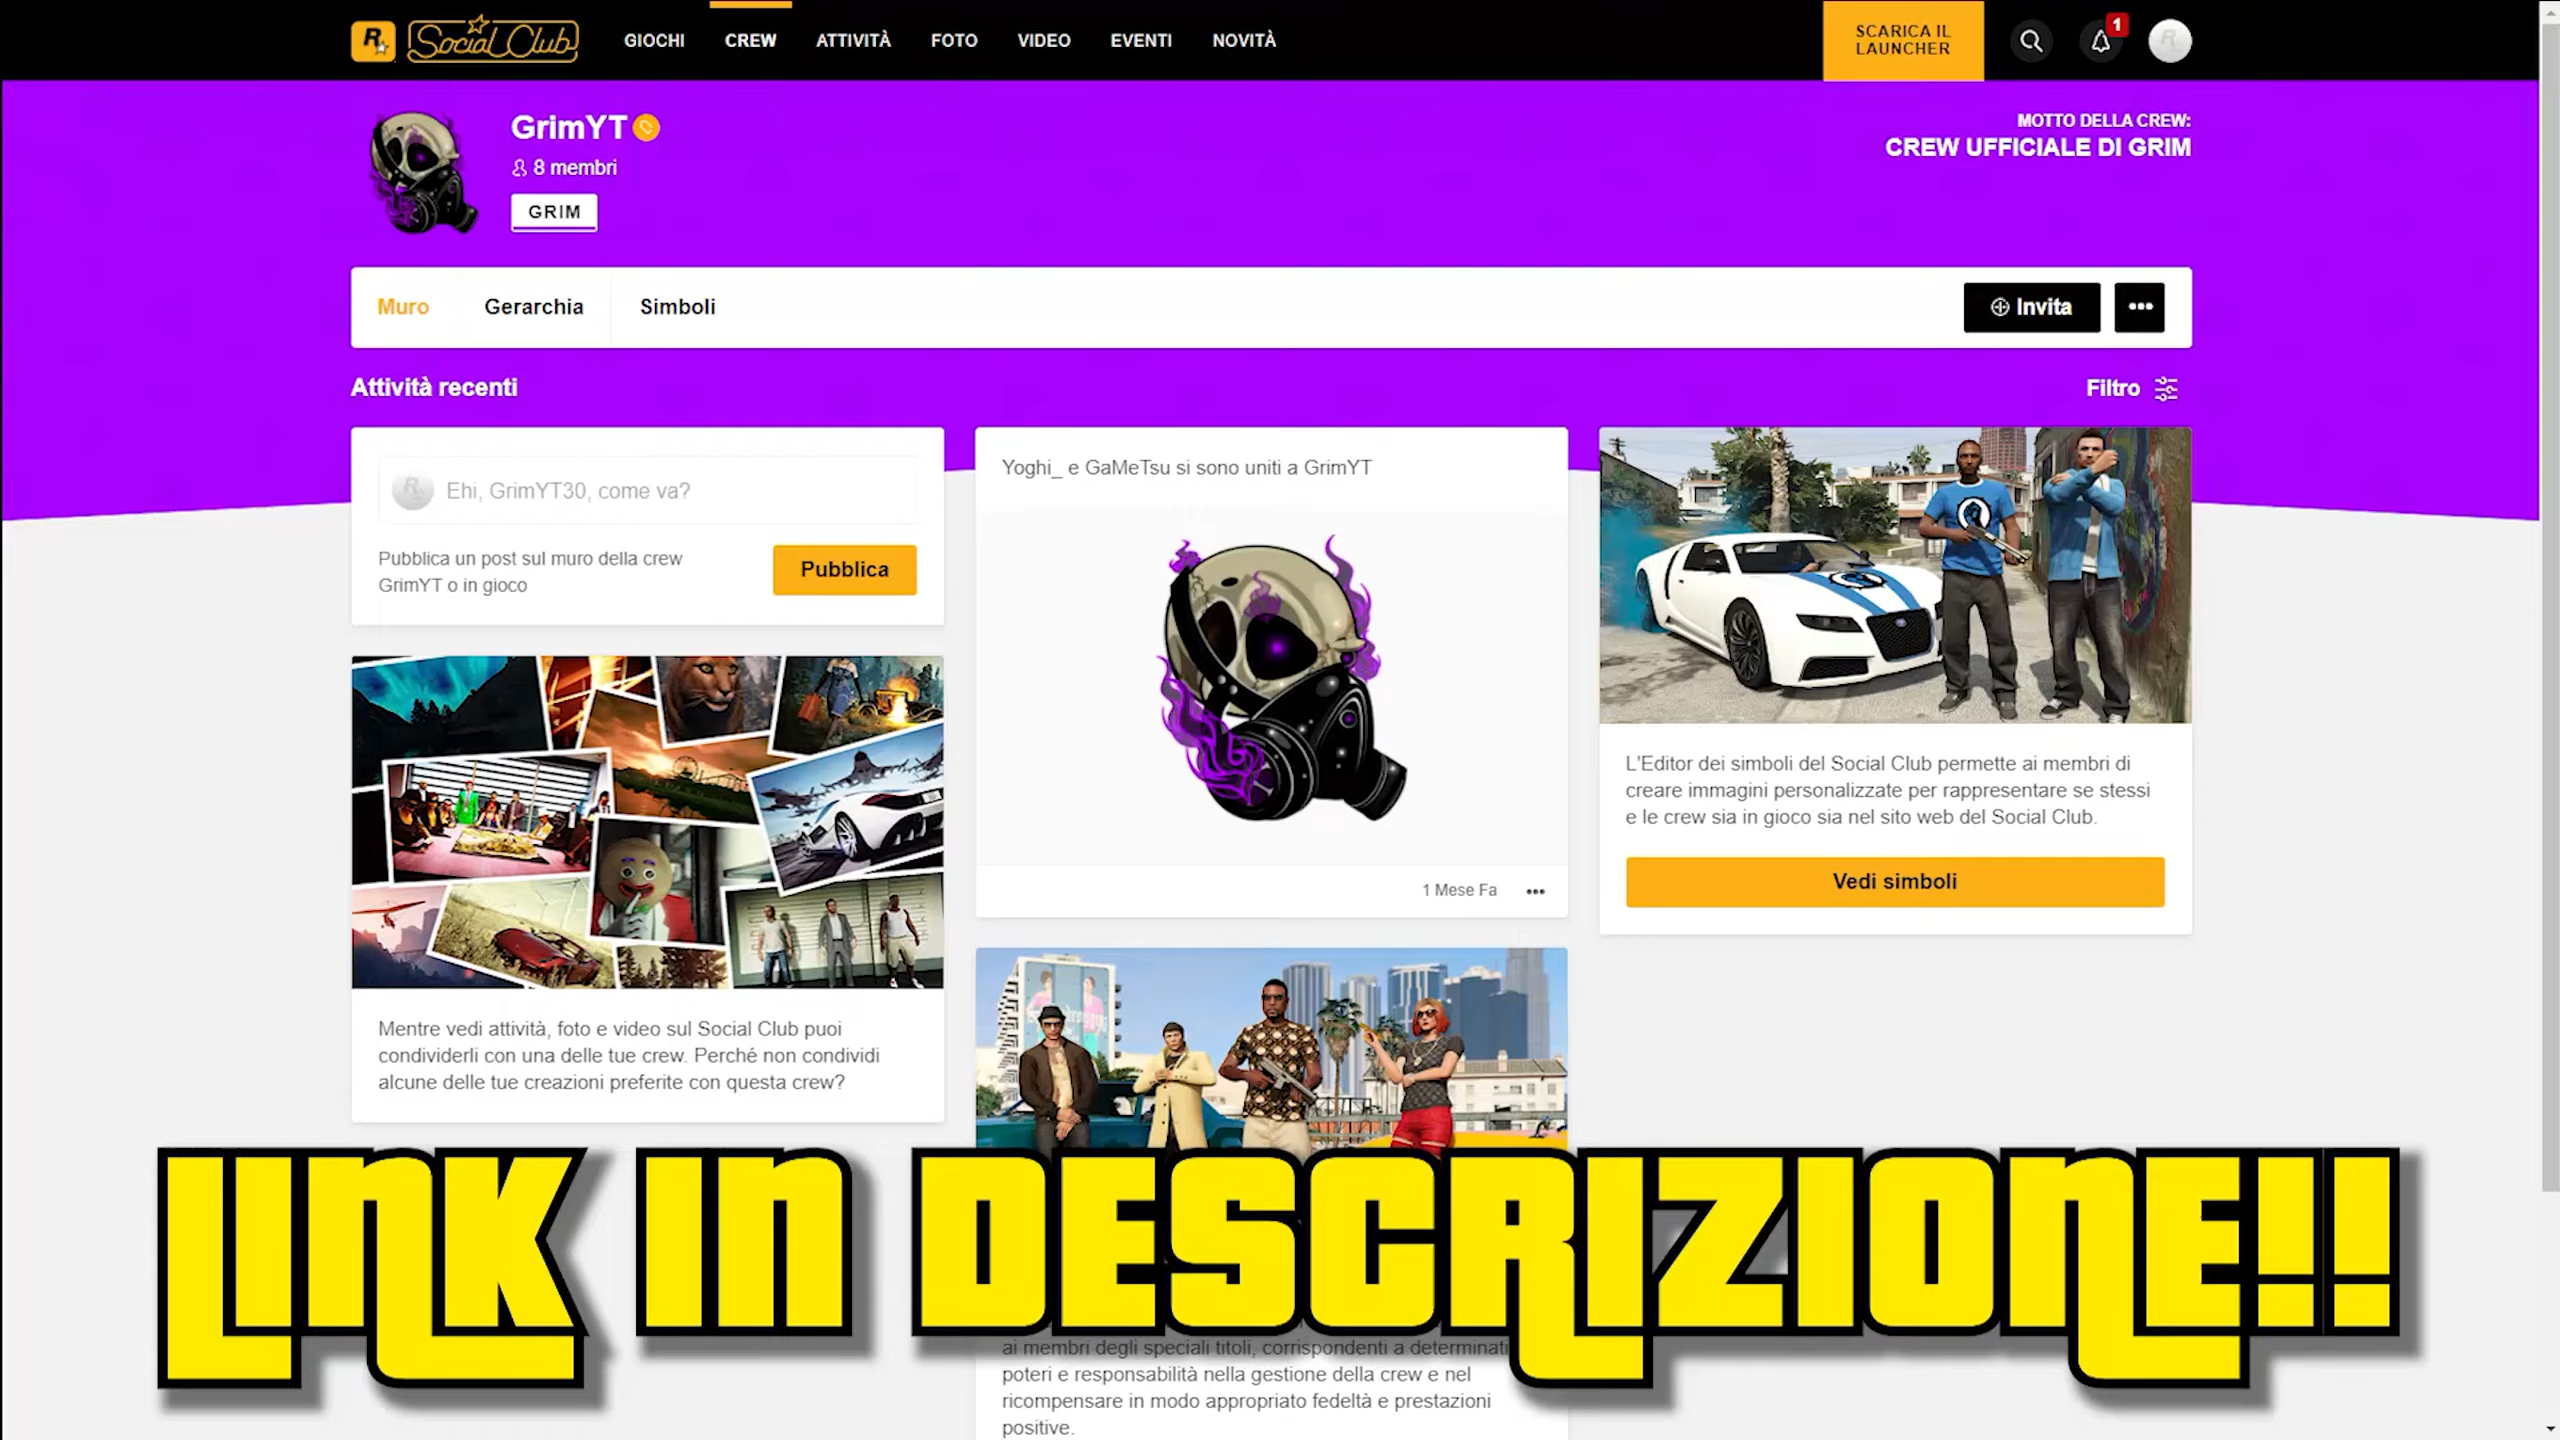 R
Social Club
GIOCHI
CREW
ATTIVITÀ
FOTO
VIDEO
EVENTI
NOVITÀ
SCARICA IL
LAUNCHER
1
GrimYT
8 membri
GRIM
MOTTO DELLA CREW:
CREW UFFICIALE DI GRIM
Muro
Gerarchia
Simboli
Invita
Attività recenti
Filtro
Ehi, GrimYT30, come va?
Pubblica un post sul muro della crew
GrimYT o in gioco
Pubblica
Mentre vedi attività, foto e video sul Social Club puoi
condividerli con una delle tue crew. Perché non condividi
alcune delle tue creazioni preferite con questa crew?
Yoghi_ e GaMeTsu si sono uniti a GrimYT
1 Mese Fa
L'Editor dei simboli del Social Club permette ai membri di
creare immagini personalizzate per rappresentare se stessi
e le crew sia in gioco sia nel sito web del Social Club.
Vedi simboli
LINK IN DESCRIZIONE!!
ai membri degli speciali titoli, corrispondenti a determinati
poteri e responsabilità nella gestione della crew e nel
ricompensare in modo appropriato fedeltà e prestazioni
positive.